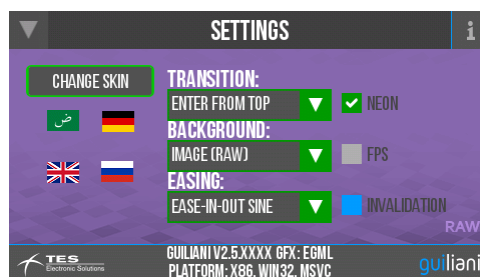 SETTINGS
i
CHANGE SKIN
ض
TRANSITION:
ENTER FROM TOP
NEON
BACKGROUND:
IMAGE (RAW)
FPS
EASING:
EASE-IN-OUT SINE
INVALIDATION
RAW
TES
Electronic Solutions
GUILIANI V2.5.XXXX GFX: EGML
PLATFORM: X86, WIN32, MSVC
guiliani